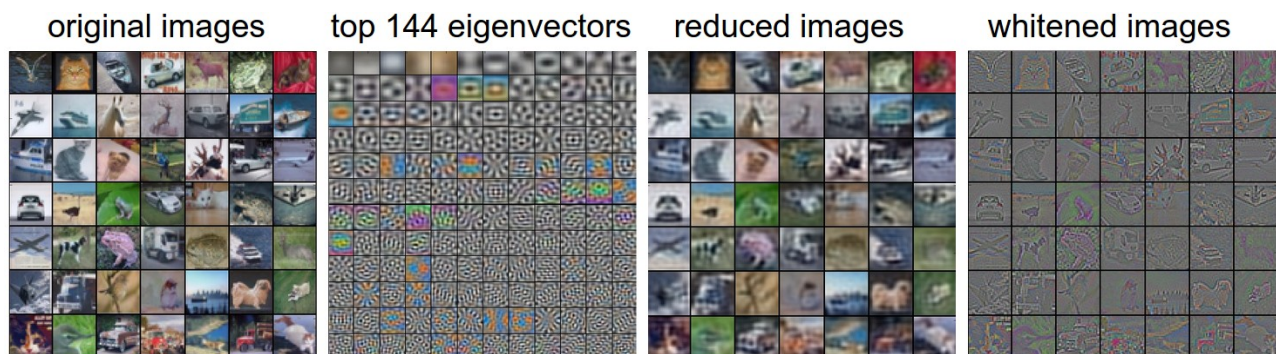 original images
top 144 eigenvectors
reduced images
whitened images